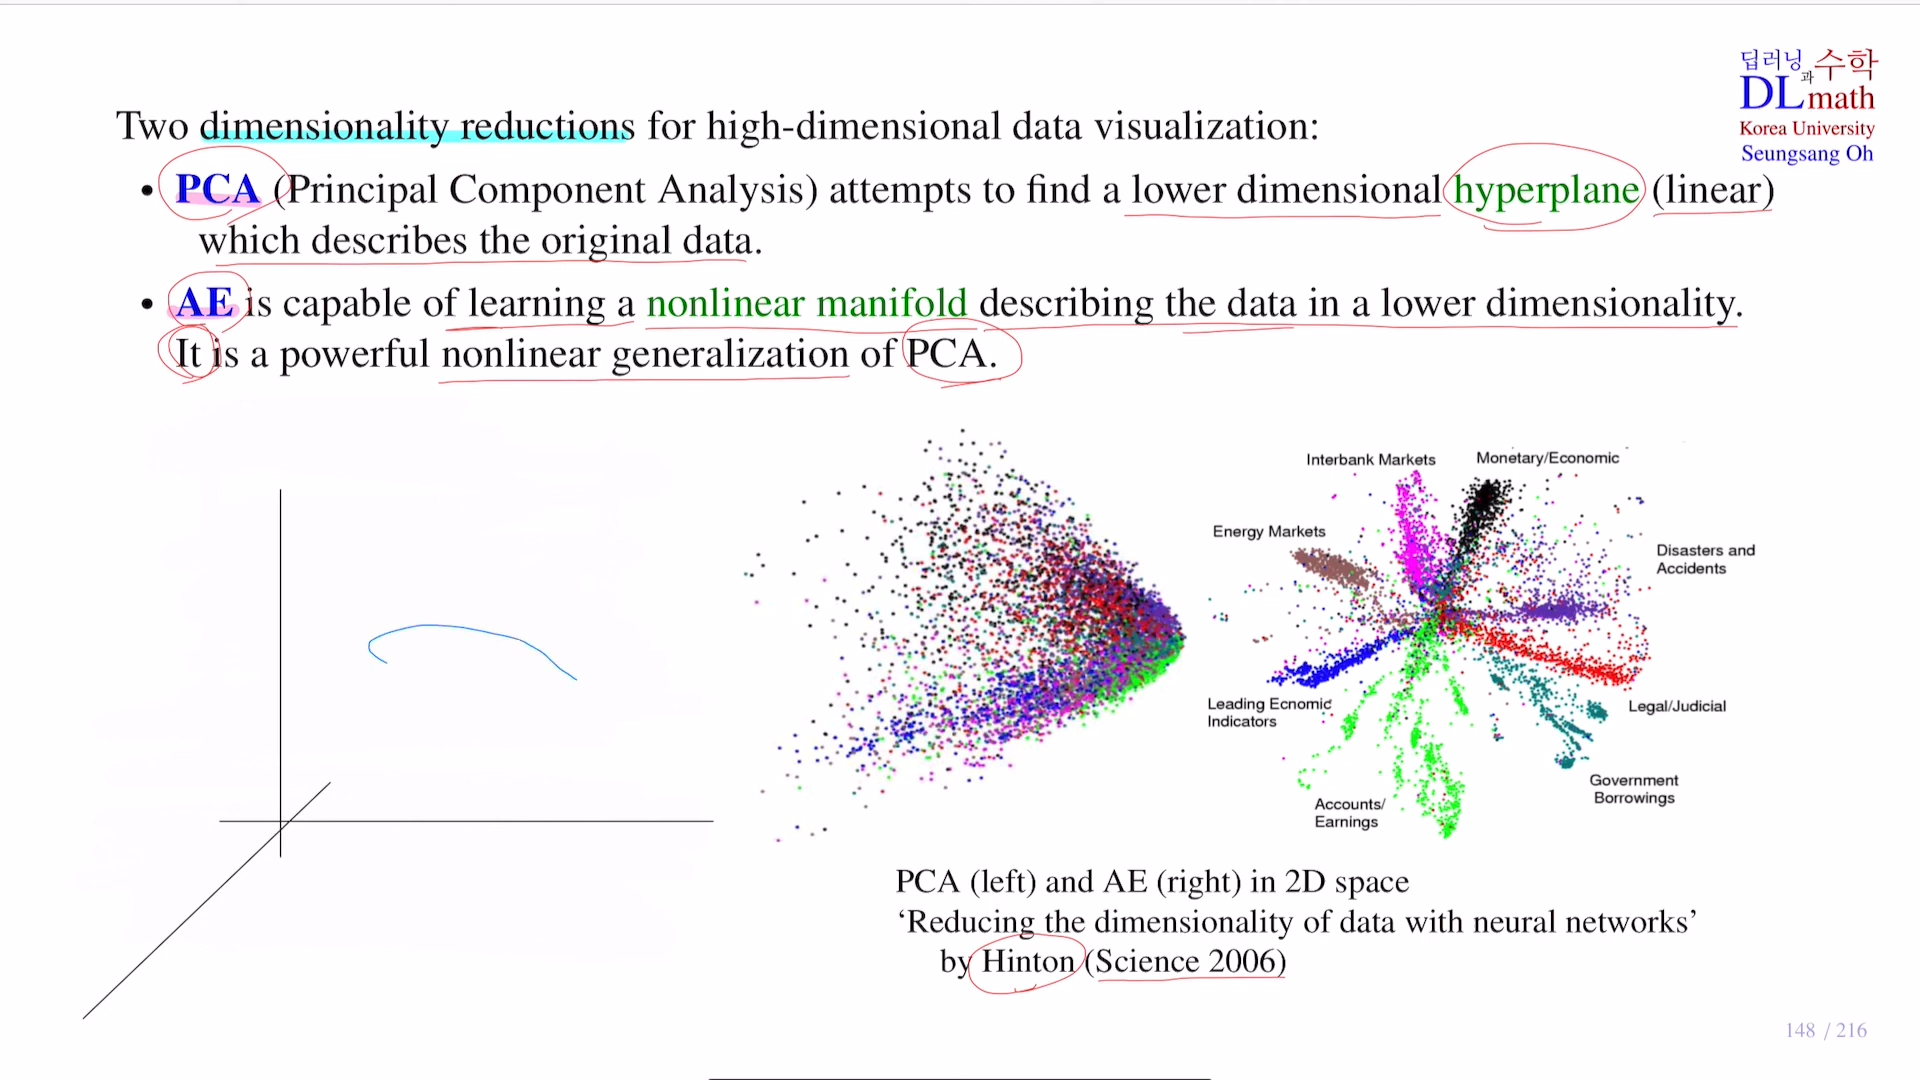 딥러닝과 수학
DL math
Korea University
Seungsang Oh
Two dimensionality reductions for high-dimensional data visualization:
• PCA (Principal Component Analysis) attempts to find a lower dimensional hyperplane (linear)
which describes the original data.
• AE is capable of learning a nonlinear manifold describing the data in a lower dimensionality.
It is a powerful nonlinear generalization of PCA.
Interbank Markets
Monetary/Economic
Energy Markets
Disasters and
Accidents
Leading Ecnomic
Indicators
Legal/Judicial
Government
Borrowings
Accounts/
Earnings
PCA (left) and AE (right) in 2D space
‘Reducing the dimensionality of data with neural networks’
by Hinton (Science 2006)
148 / 216